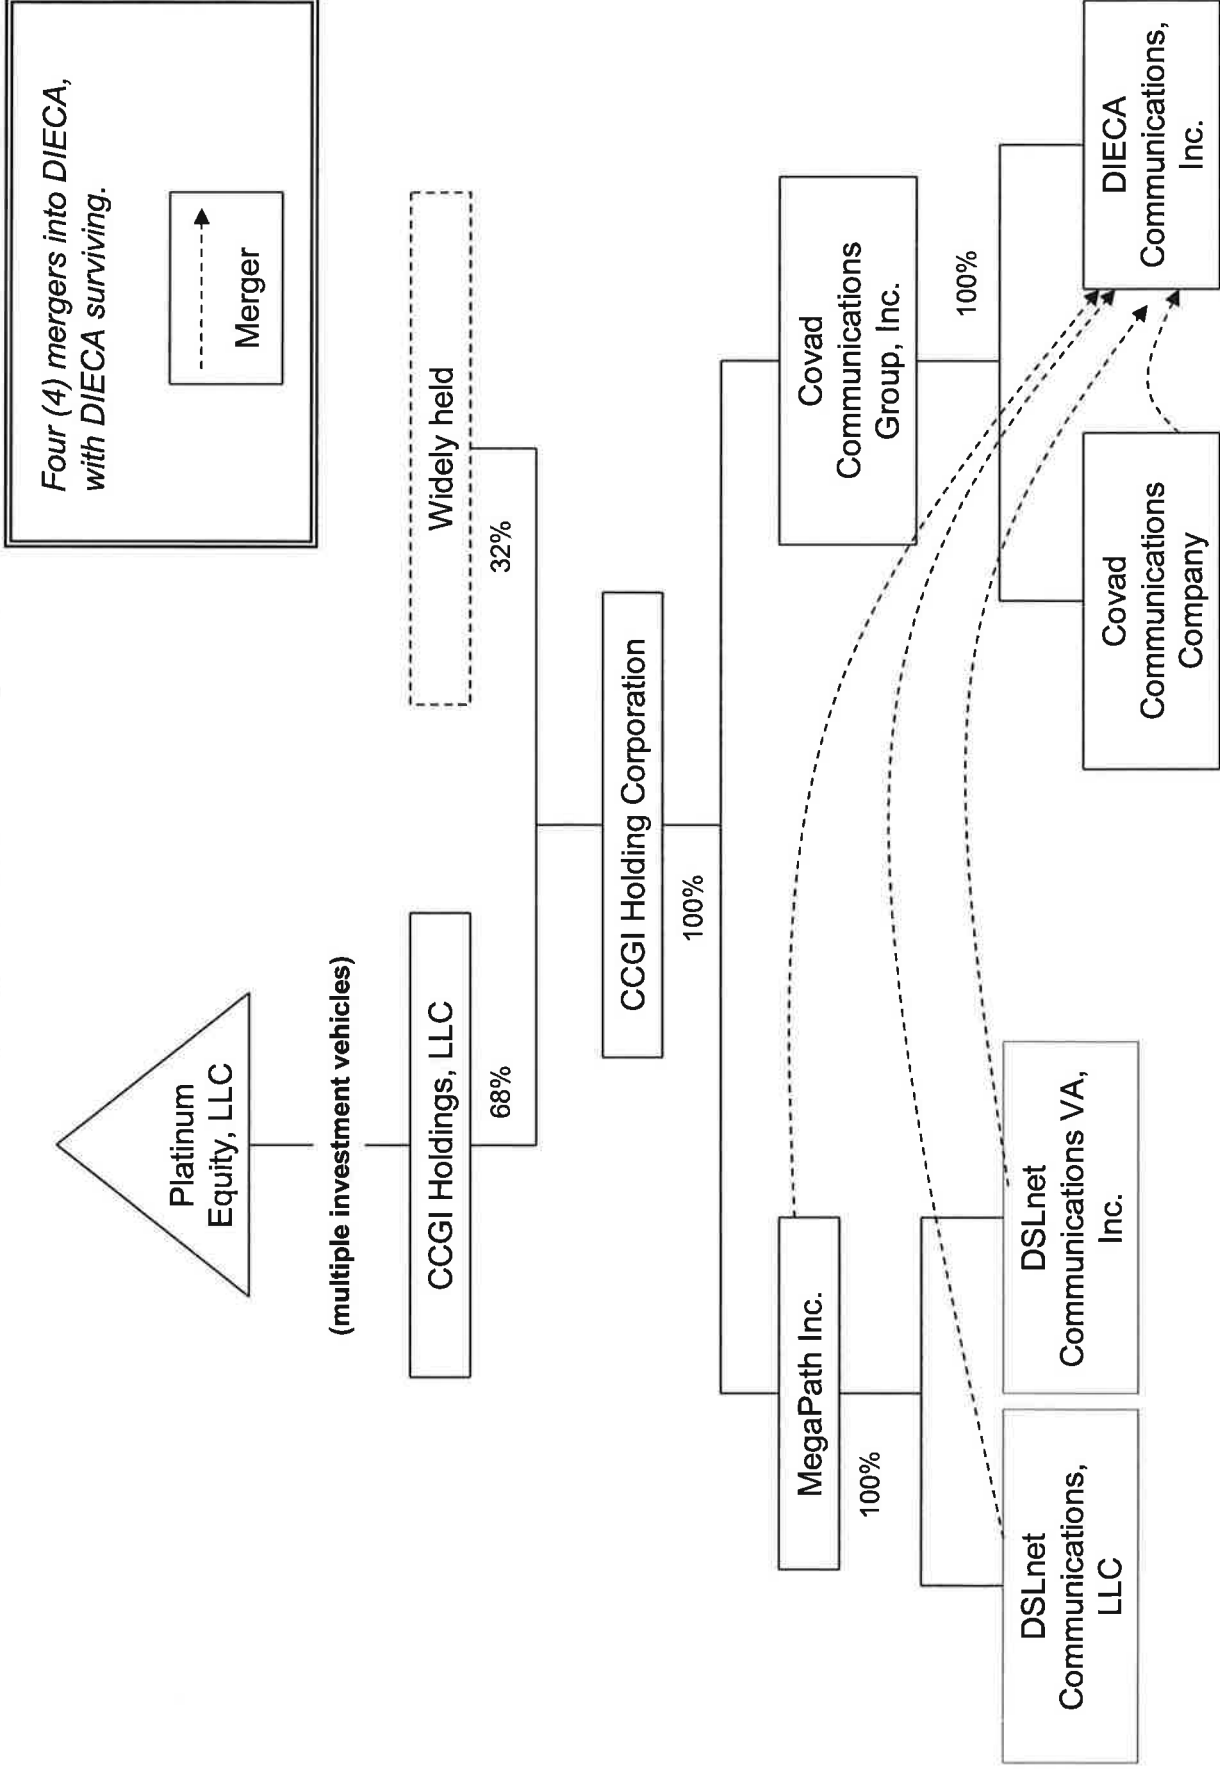 Four (4) mergers into DIECA,
with DIECA surviving.
Merger
Platinum
Equity, LLC
(multiple investment vehicles)
CCGI Holdings, LLC
Widely held
68%
32%
CCGI Holding Corporation
100%
MegaPath Inc.
Covad
Communications
Group, Inc.
100%
100%
DSLnet
Communications,
LLC
DSLnet
Communications VA,
Inc.
Covad
Communications
Company
DIECA
Communications,
Inc.